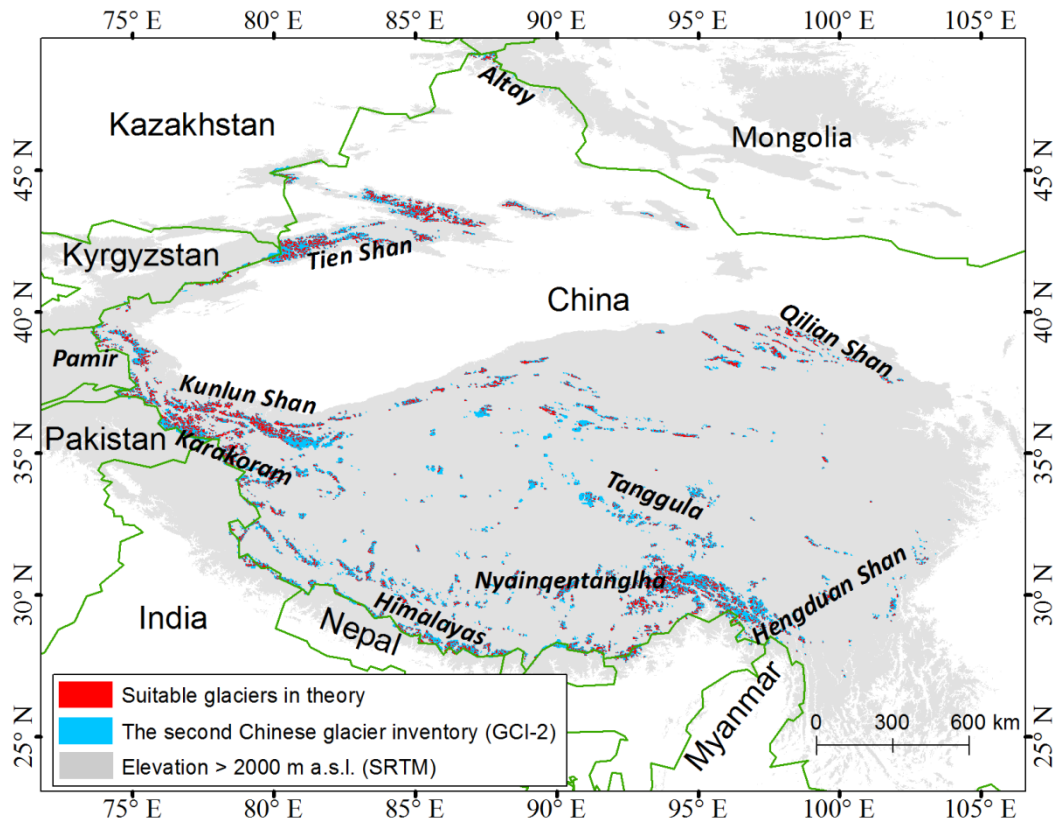 75° E 80° E 85° E 90° E 95° E 100° E 105° E
Altay
Kazakhstan
Mongolia
45° N 45° N
Kyrgyzstan
Tien Shan
China
40° N 40° N
Qilian Shan
Pamir
Kunlun Shan
Pakistan
Karakoram
35° N 35° N
Tanggula
Nyainqentanglha
Hengduan Shan
30° N 30° N
India
Himalayas
Nepal
Myanmar
Suitable glaciers in theory
The second Chinese glacier inventory (GCI-2)
Elevation > 2000 m a.s.l. (SRTM)
0 300 600 km
25° N 25° N
75° E 80° E 85° E 90° E 95° E 100° E 105° E